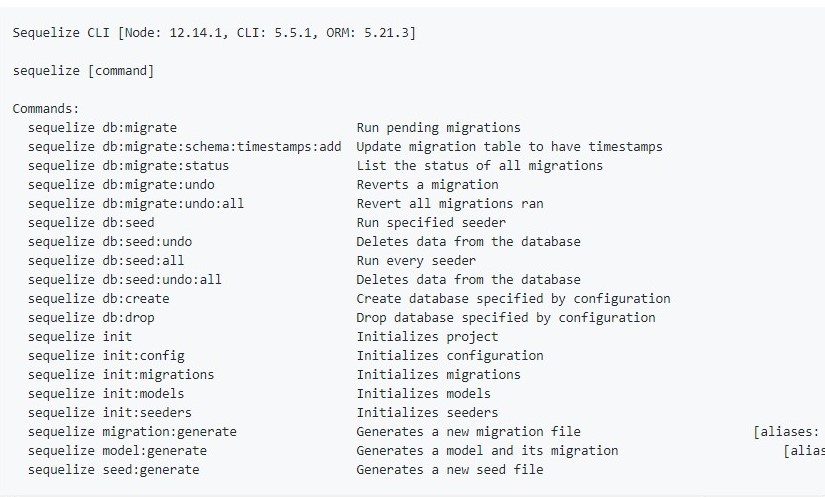 Sequelize CLI [Node: 12.14.1, CLI: 5.5.1, ORM: 5.21.3]
sequelize [command]
Commands:
sequelize db:migrate Run pending migrations
sequelize db:migrate:schema:timestamps:add Update migration table to have timestamps
sequelize db:migrate:status List the status of all migrations
sequelize db:migrate:undo Reverts a migration
sequelize db:migrate:undo:all Revert all migrations ran
sequelize db:seed Run specified seeder
sequelize db:seed:undo Deletes data from the database
sequelize db:seed:all Run every seeder
sequelize db:seed:undo:all Deletes data from the database
sequelize db:create Create database specified by configuration
sequelize db:drop Drop database specified by configuration
sequelize init Initializes project
sequelize init:config Initializes configuration
sequelize init:migrations Initializes migrations
sequelize init:models Initializes models
sequelize init:seeders Initializes seeders
sequelize migration:generate Generates a new migration file [aliases:
sequelize model:generate Generates a model and its migration [alias
sequelize seed:generate Generates a new seed file